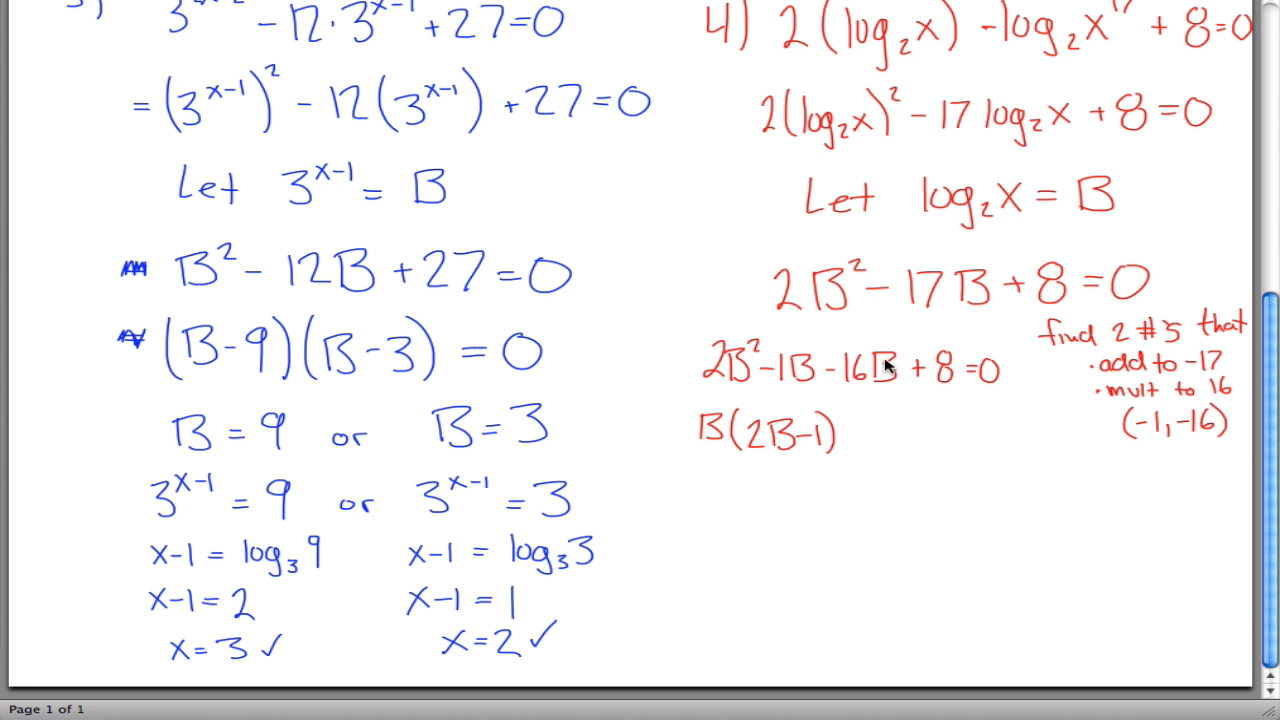 - 12·3^(x-1) + 27 = 0
= (3^(x-1))² - 12(3^(x-1)) + 27 = 0
Let 3^(x-1) = B
B² - 12B + 27 = 0
(B-9)(B-3) = 0
B = 9 or B = 3
3^(x-1) = 9 or 3^(x-1) = 3
x-1 = log₃9 x-1 = log₃3
x-1 = 2 x-1 = 1
x = 3 ✓ x = 2 ✓
4) 2(log₂x) - log₂x¹⁷ + 8 = 0
2(log₂x)² - 17 log₂x + 8 = 0
Let log₂x = B
2B² - 17B + 8 = 0
find 2 #'s that
· add to -17
· mult to 16
(-1, -16)
2B² - 1B - 16B + 8 = 0
B(2B-1)
Page 1 of 1